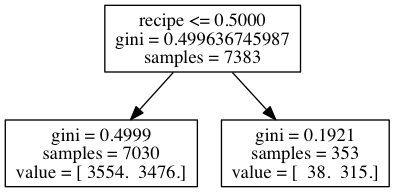 recipe <= 0.5000
gini = 0.499636745987
samples = 7383
gini = 0.4999
samples = 7030
value = [ 3554. 3476.]
gini = 0.1921
samples = 353
value = [ 38. 315.]